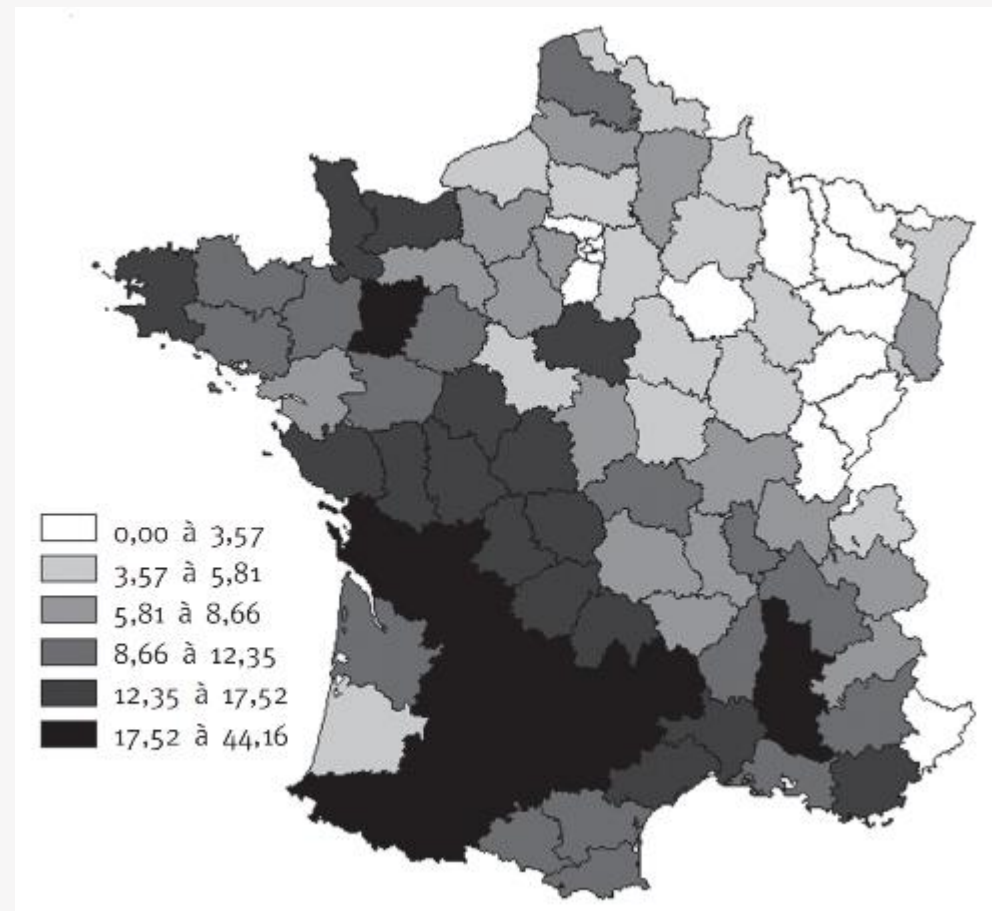 0,00 à 3,57
3,57 à 5,81
5,81 à 8,66
8,66 à 12,35
12,35 à 17,52
17,52 à 44,16